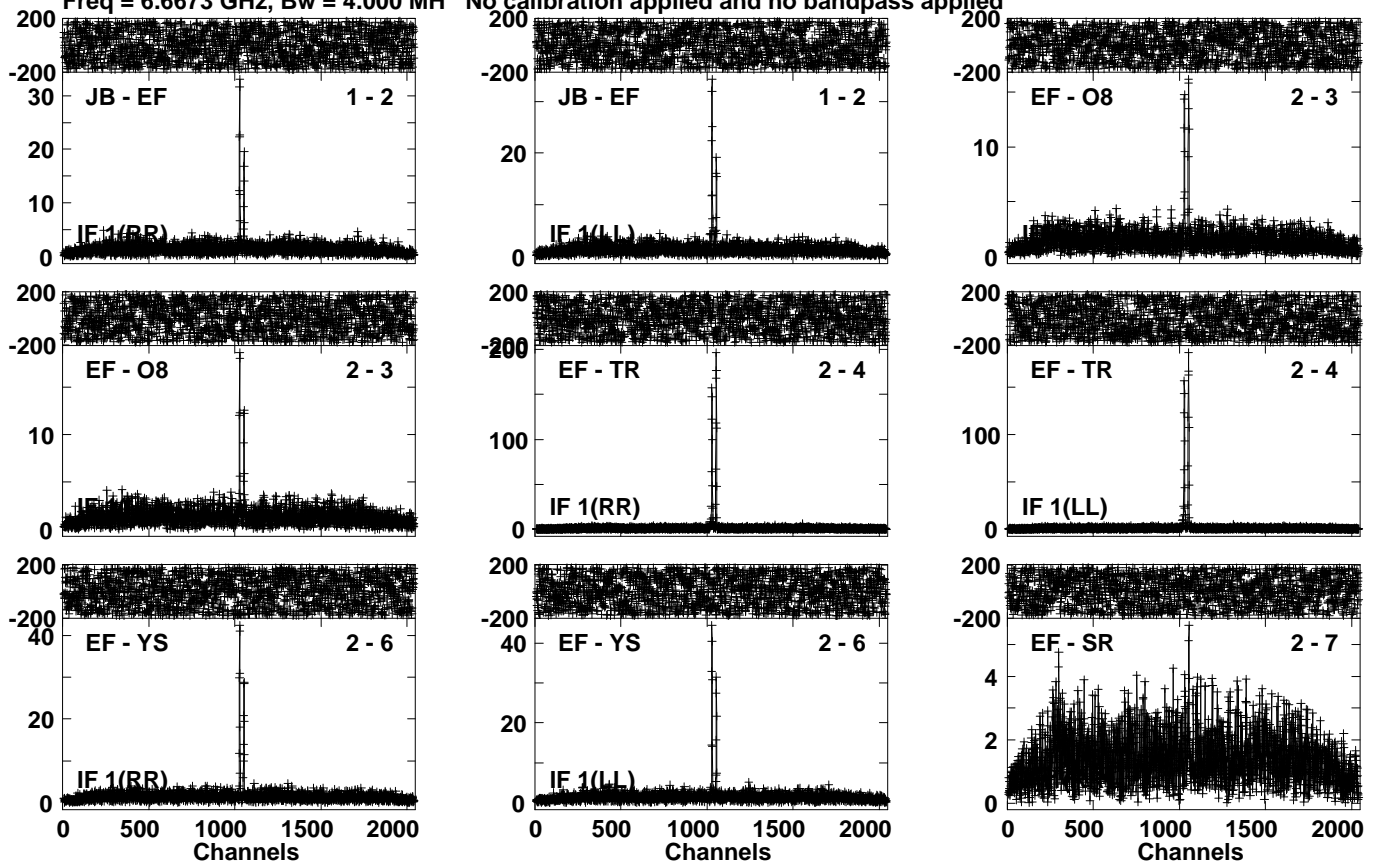 Freq = 6.6673 GHz, Bw = 4.000 MH No calibration applied and no bandpass applied
200 200 200
-200 -200 -200
JB - EF 1 - 2 JB - EF 1 - 2 EF - O8 2 - 3
30
20 20
10 10
IF 1(RR) IF 1(LL)
0 0 0
200 200 200
-200 -200 200 -200
EF - O8 2 - 3 EF - TR 2 - 4 EF - TR 2 - 4
10 100 100
IF IF 1(RR) IF 1(LL)
0 0 0
200 200 200
-200 -200 -200
EF - YS 2 - 6 EF - YS 2 - 6 EF - SR 2 - 7
40 40 4
20 20 2
IF 1(RR) IF 1(LL)
0 0 0
0 500 1000 1500 2000 0 500 1000 1500 2000 0 500 1000 1500 2000
Channels Channels Channels